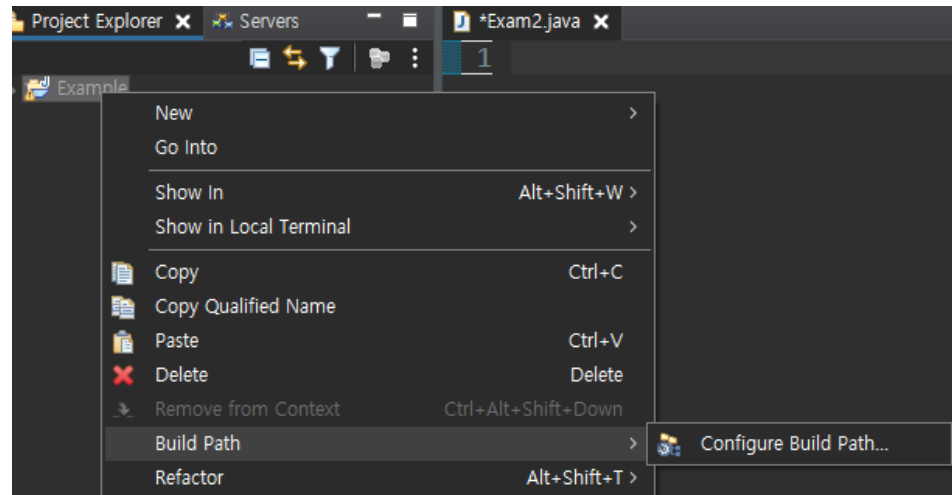 Project Explorer Servers *Exam2.java
1
Example
New
Go Into
Show In Alt+Shift+W
Show in Local Terminal
Copy Ctrl+C
Copy Qualified Name
Paste Ctrl+V
Delete Delete
Remove from Context Ctrl+Alt+Shift+Down
Build Path Configure Build Path...
Refactor Alt+Shift+T